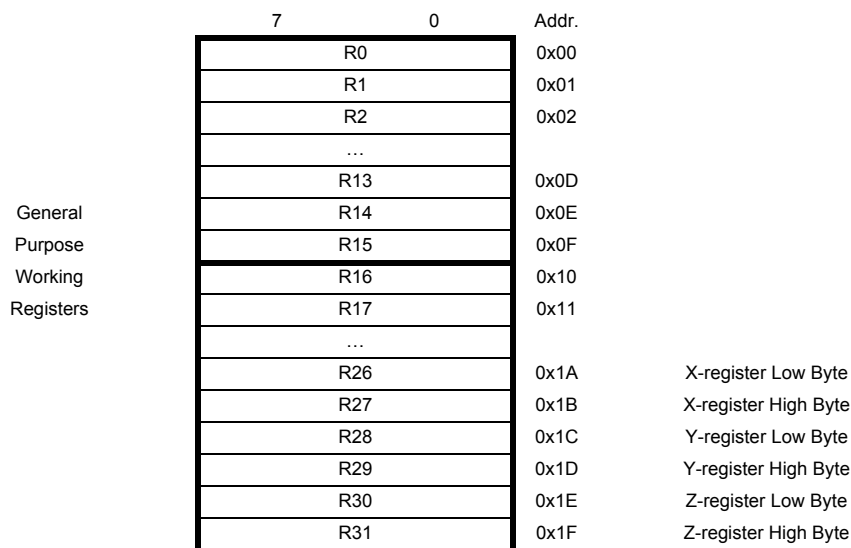 7 0 Addr.
R0 0x00
R1 0x01
R2 0x02
…
R13 0x0D
General R14 0x0E
Purpose R15 0x0F
Working R16 0x10
Registers R17 0x11
…
R26 0x1A X-register Low Byte
R27 0x1B X-register High Byte
R28 0x1C Y-register Low Byte
R29 0x1D Y-register High Byte
R30 0x1E Z-register Low Byte
R31 0x1F Z-register High Byte